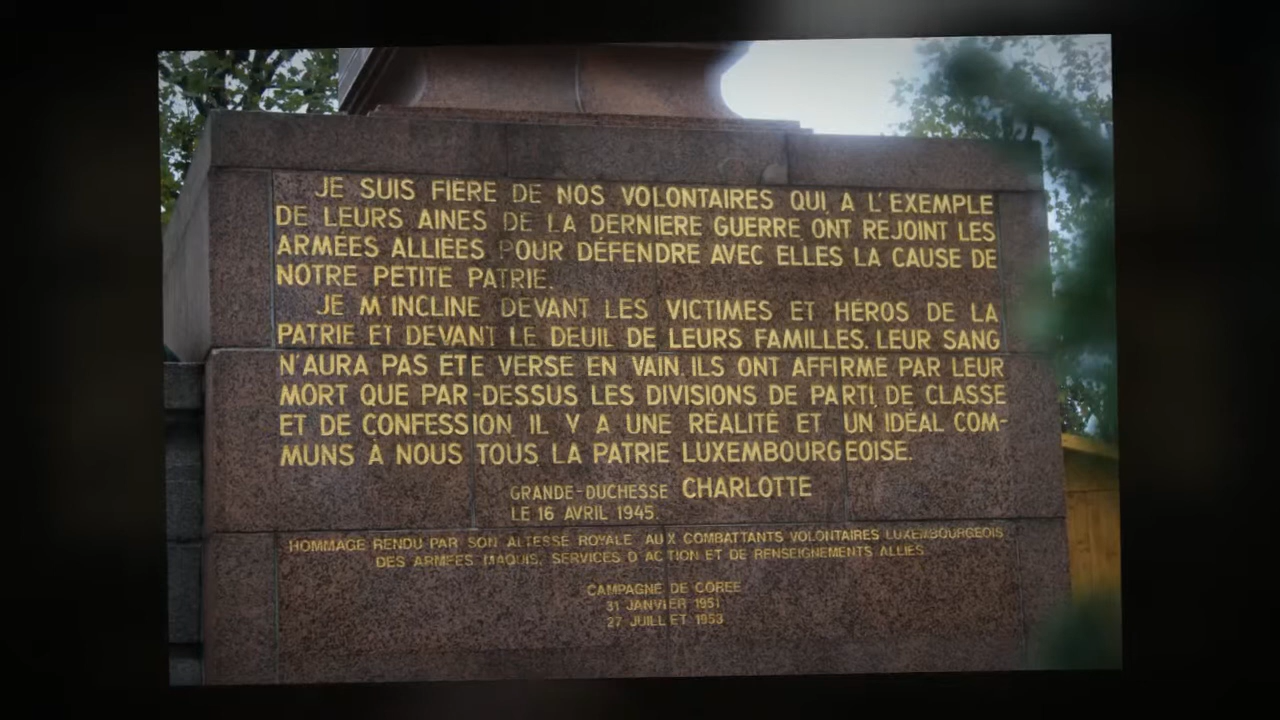 JE SUIS FIÈRE DE NOS VOLONTAIRES QUI, A L'EXEMPLE
DE LEURS AINES DE LA DERNIERE GUERRE, ONT REJOINT LES
ARMÉES ALLIÉES POUR DÉFENDRE AVEC ELLES LA CAUSE DE
NOTRE PETITE PATRIE.
JE M'INCLINE DEVANT LES VICTIMES ET HÉROS DE LA
PATRIE ET DEVANT LE DEUIL DE LEURS FAMILLES. LEUR SANG
N'AURA PAS ÉTÉ VERSE EN VAIN. ILS ONT AFFIRMÉ PAR LEUR
MORT QUE PAR-DESSUS LES DIVISIONS DE PARTI, DE CLASSE
ET DE CONFESSION, IL Y A UNE RÉALITÉ ET UN IDÉAL COM-
MUNS À NOUS TOUS, LA PATRIE LUXEMBOURGEOISE.
GRANDE-DUCHESSE CHARLOTTE
LE 16 AVRIL 1945.
HOMMAGE RENDU PAR SON ALTESSE ROYALE AUX COMBATTANTS VOLONTAIRES LUXEMBOURGEOIS
DES ARMÉES, MAQUIS, SERVICES D'ACTION ET DE RENSEIGNEMENTS ALLIÉS.
CAMPAGNE DE COREE
31 JANVIER 1951
27 JUILLET 1953